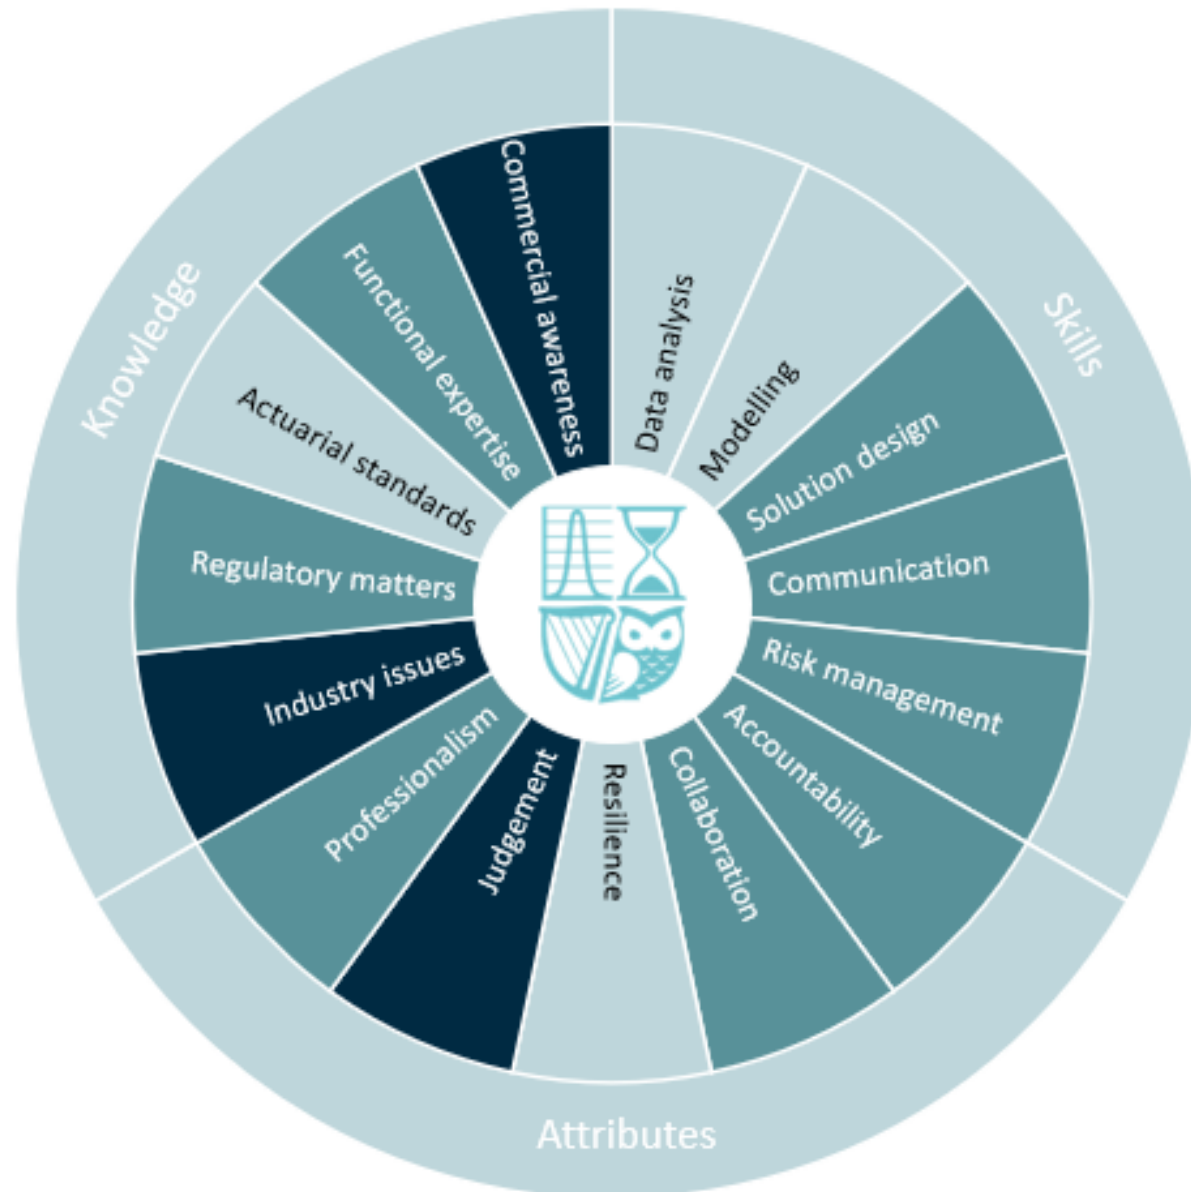 Knowledge
Skills
Attributes
Commercial awareness
Data analysis
Modelling
Solution design
Communication
Risk management
Accountability
Collaboration
Resilience
Judgement
Professionalism
Industry issues
Regulatory matters
Actuarial standards
Functional expertise